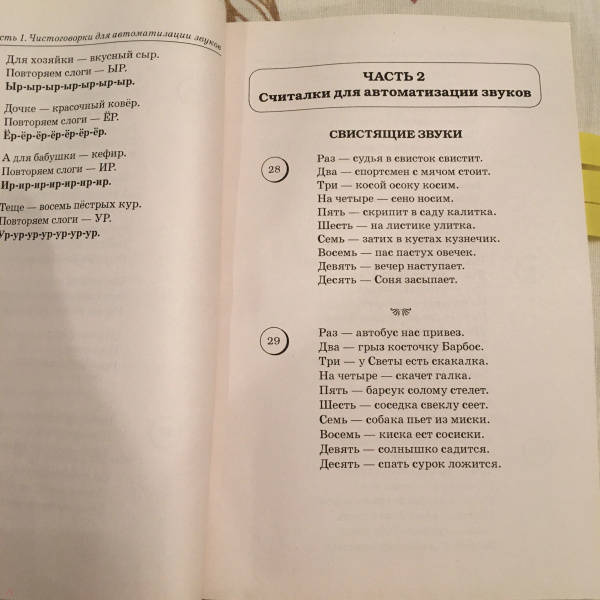 сть 1. Чистоговорки для автоматизации звуков
Для хозяйки — вкусный сыр.
Повторяем слоги — ЫР.
Ыр-ыр-ыр-ыр-ыр-ыр-ыр.
Дочке — красочный ковёр.
Повторяем слоги — ЁР.
Ёр-ёр-ёр-ёр-ёр-ёр-ёр.
А для бабушки — кефир.
Повторяем слоги — ИР.
Ир-ир-ир-ир-ир-ир-ир.
Теще — восемь пёстрых кур.
Повторяем слоги — УР.
Ур-ур-ур-ур-ур-ур-ур.
ЧАСТЬ 2
Считалки для автоматизации звуков
СВИСТЯЩИЕ ЗВУКИ
28
Раз — судья в свисток свистит.
Два — спортсмен с мячом стоит.
Три — косой осоку косим.
На четыре — сено носим.
Пять — скрипит в саду калитка.
Шесть — на листике улитка.
Семь — затих в кустах кузнечик.
Восемь — пас пастух овечек.
Девять — вечер наступает.
Десять — Соня засыпает.
29
Раз — автобус нас привез.
Два — грыз косточку Барбос.
Три — у Светы есть скакалка.
На четыре — скачет галка.
Пять — барсук солому стелет.
Шесть — соседка свеклу сеет.
Семь — собака пьет из миски.
Восемь — киска ест сосиски.
Девять — солнышко садится.
Десять — спать сурок ложится.